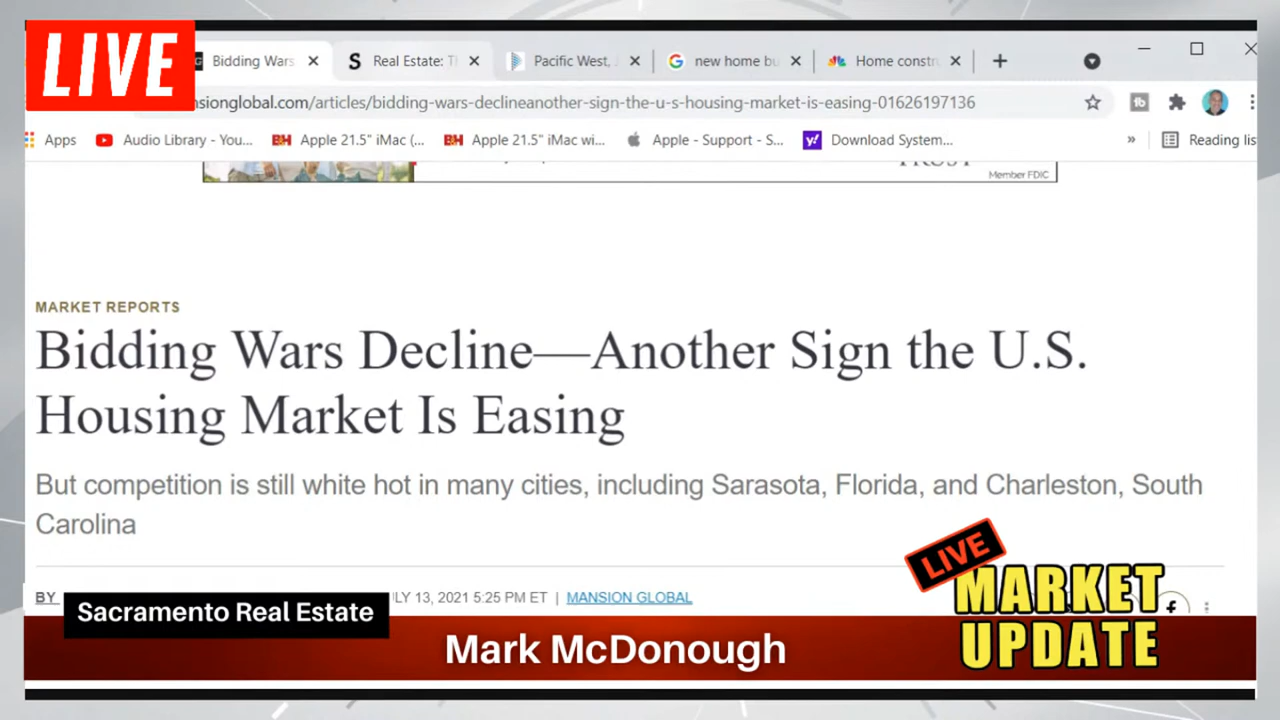 LIVE
Bidding Wars
Real Estate: T
Pacific West,
new home bu
Home constr
nsionglobal.com/articles/bidding-wars-declineanother-sign-the-u-s-housing-market-is-easing-01626197136
Apps
Audio Library - You...
BH Apple 21.5" iMac (...
BH Apple 21.5" iMac wi...
Apple - Support - S...
y! Download System...
»
Reading lis
TRUST
Member FDIC
MARKET REPORTS
Bidding Wars Decline—Another Sign the U.S.
Housing Market Is Easing
But competition is still white hot in many cities, including Sarasota, Florida, and Charleston, South
Carolina
BY
LY 13, 2021 5:25 PM ET | MANSION GLOBAL
Sacramento Real Estate
Mark McDonough
LIVE
MARKET
UPDATE